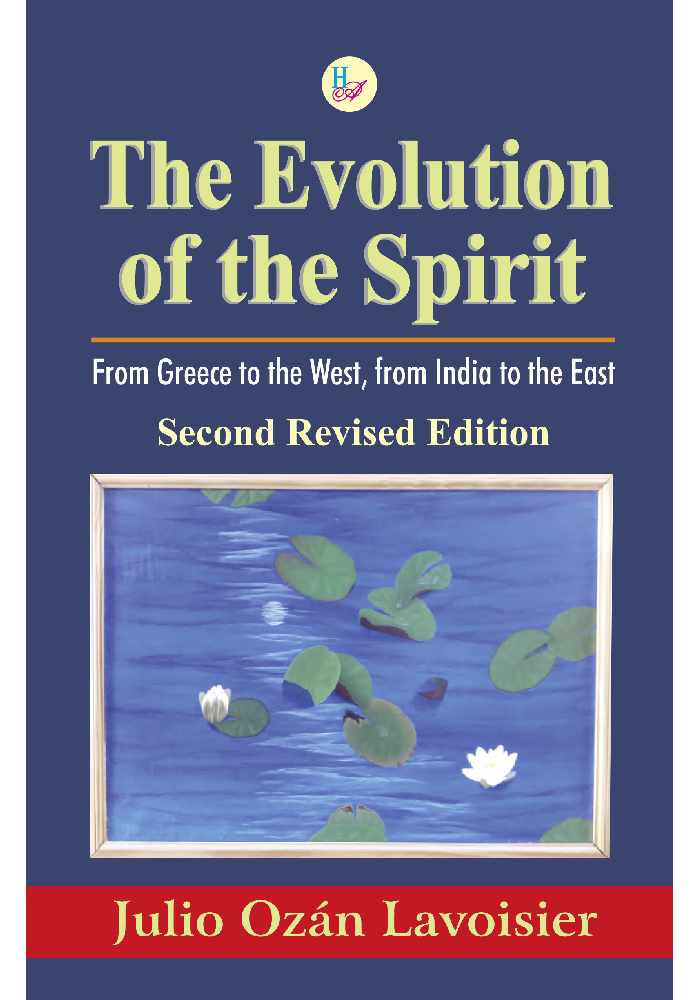 HA
The Evolution
of the Spirit
From Greece to the West, from India to the East
Second Revised Edition
Julio Ozán Lavoisier